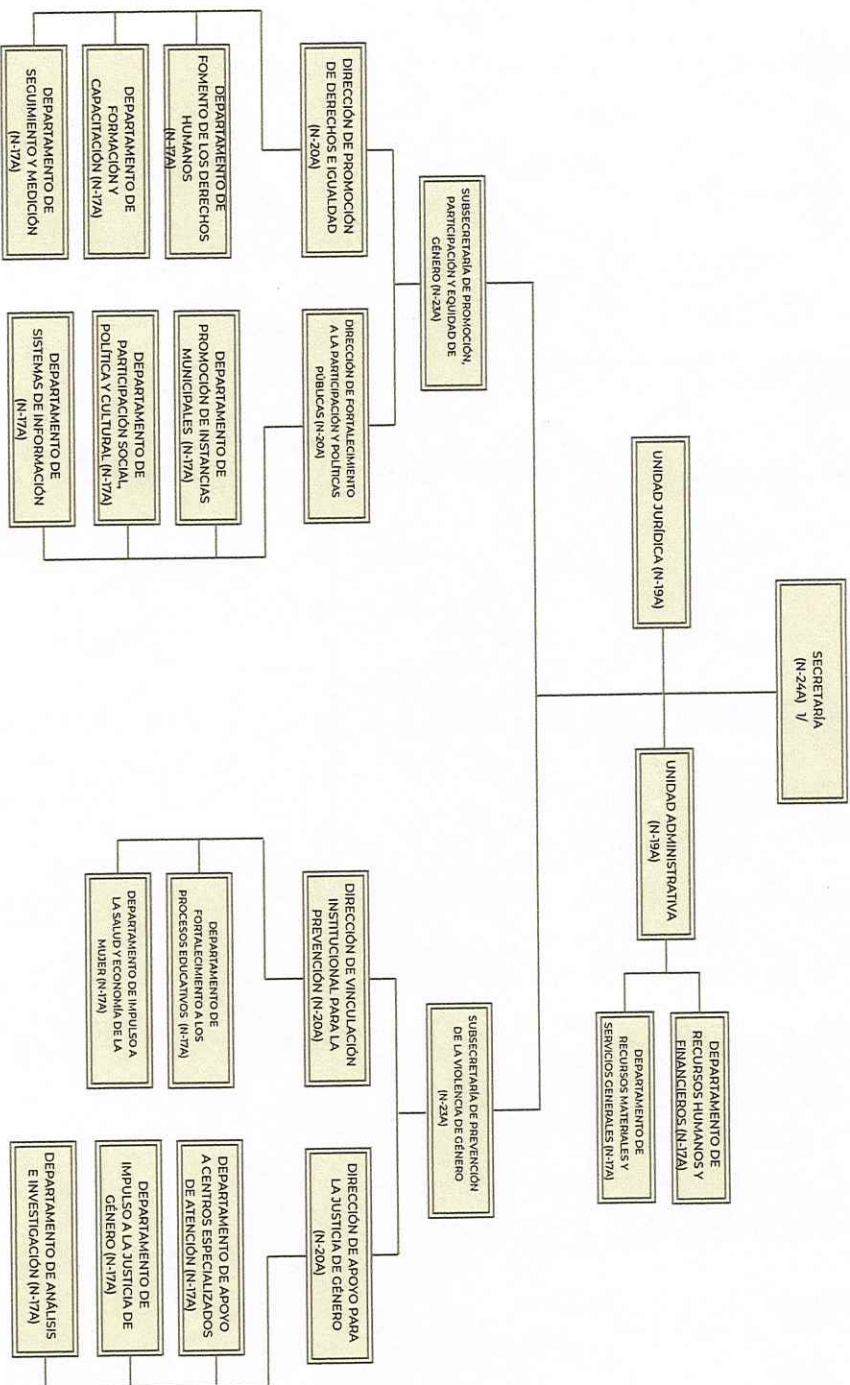 SECRETARÍA
(N-24A) 1/
UNIDAD JURÍDICA (N-19A)
UNIDAD ADMINISTRATIVA
(N-19A)
DEPARTAMENTO DE
RECURSOS HUMANOS Y
FINANCIEROS (N-17A)
DEPARTAMENTO DE
RECURSOS MATERIALES Y
SERVICIOS GENERALES (N-17A)
SUBSECRETARÍA DE PROMOCIÓN,
PARTICIPACIÓN Y EQUIDAD DE
GÉNERO (N-23A)
DIRECCIÓN DE PROMOCIÓN
DE DERECHOS E IGUALDAD
(N-20A)
DEPARTAMENTO DE
FOMENTO DE LOS DERECHOS
HUMANOS
(N-17A)
DEPARTAMENTO DE
FORMACIÓN Y
CAPACITACIÓN (N-17A)
DEPARTAMENTO DE
SEGUIMIENTO Y MEDICIÓN
(N-17A)
DIRECCIÓN DE FORTALECIMIENTO
A LA PARTICIPACIÓN Y POLÍTICAS
PÚBLICAS (N-20A)
DEPARTAMENTO DE
PROMOCIÓN DE INSTANCIAS
MUNICIPALES (N-17A)
DEPARTAMENTO DE
PARTICIPACIÓN SOCIAL,
POLÍTICA Y CULTURAL (N-17A)
DEPARTAMENTO DE
SISTEMAS DE INFORMACIÓN
(N-17A)
SUBSECRETARÍA DE PREVENCIÓN
DE LA VIOLENCIA DE GÉNERO
(N-23A)
DIRECCIÓN DE VINCULACIÓN
INSTITUCIONAL PARA LA
PREVENCIÓN (N-20A)
DEPARTAMENTO DE
FORTALECIMIENTO A LOS
PROCESOS EDUCATIVOS (N-17A)
DEPARTAMENTO DE IMPULSO A
LA SALUD Y ECONOMÍA DE LA
MUJER (N-17A)
DIRECCIÓN DE APOYO PARA
LA JUSTICIA DE GÉNERO
(N-20A)
DEPARTAMENTO DE APOYO
A CENTROS ESPECIALIZADOS
DE ATENCIÓN (N-17A)
DEPARTAMENTO DE
IMPULSO A LA JUSTICIA DE
GÉNERO (N-17A)
DEPARTAMENTO DE ANÁLISIS
E INVESTIGACIÓN (N-17A)